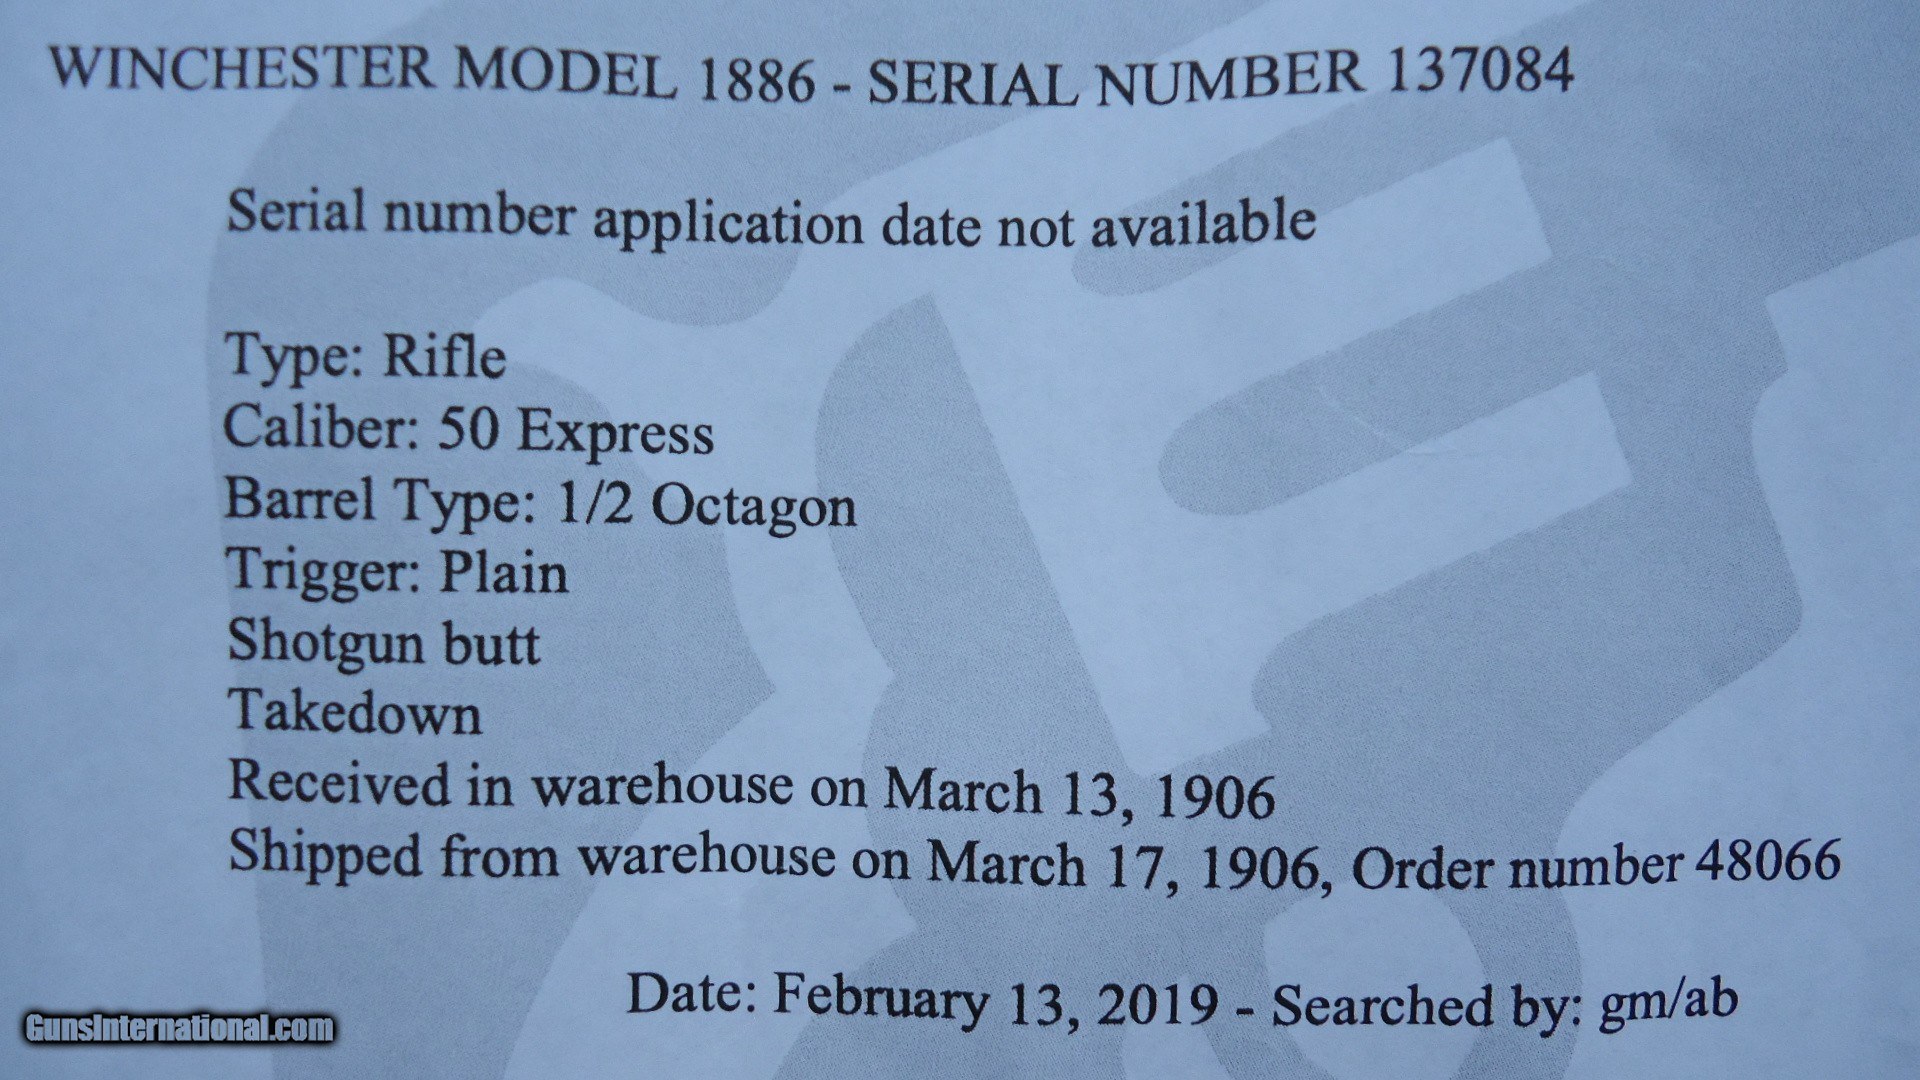 WINCHESTER MODEL 1886 - SERIAL NUMBER 137084
Serial number application date not available
Type: Rifle
Caliber: 50 Express
Barrel Type: 1/2 Octagon
Trigger: Plain
Shotgun butt
Takedown
Received in warehouse on March 13, 1906
Shipped from warehouse on March 17, 1906, Order number 48066
Date: February 13, 2019 - Searched by: gm/ab
GunsInternational.com